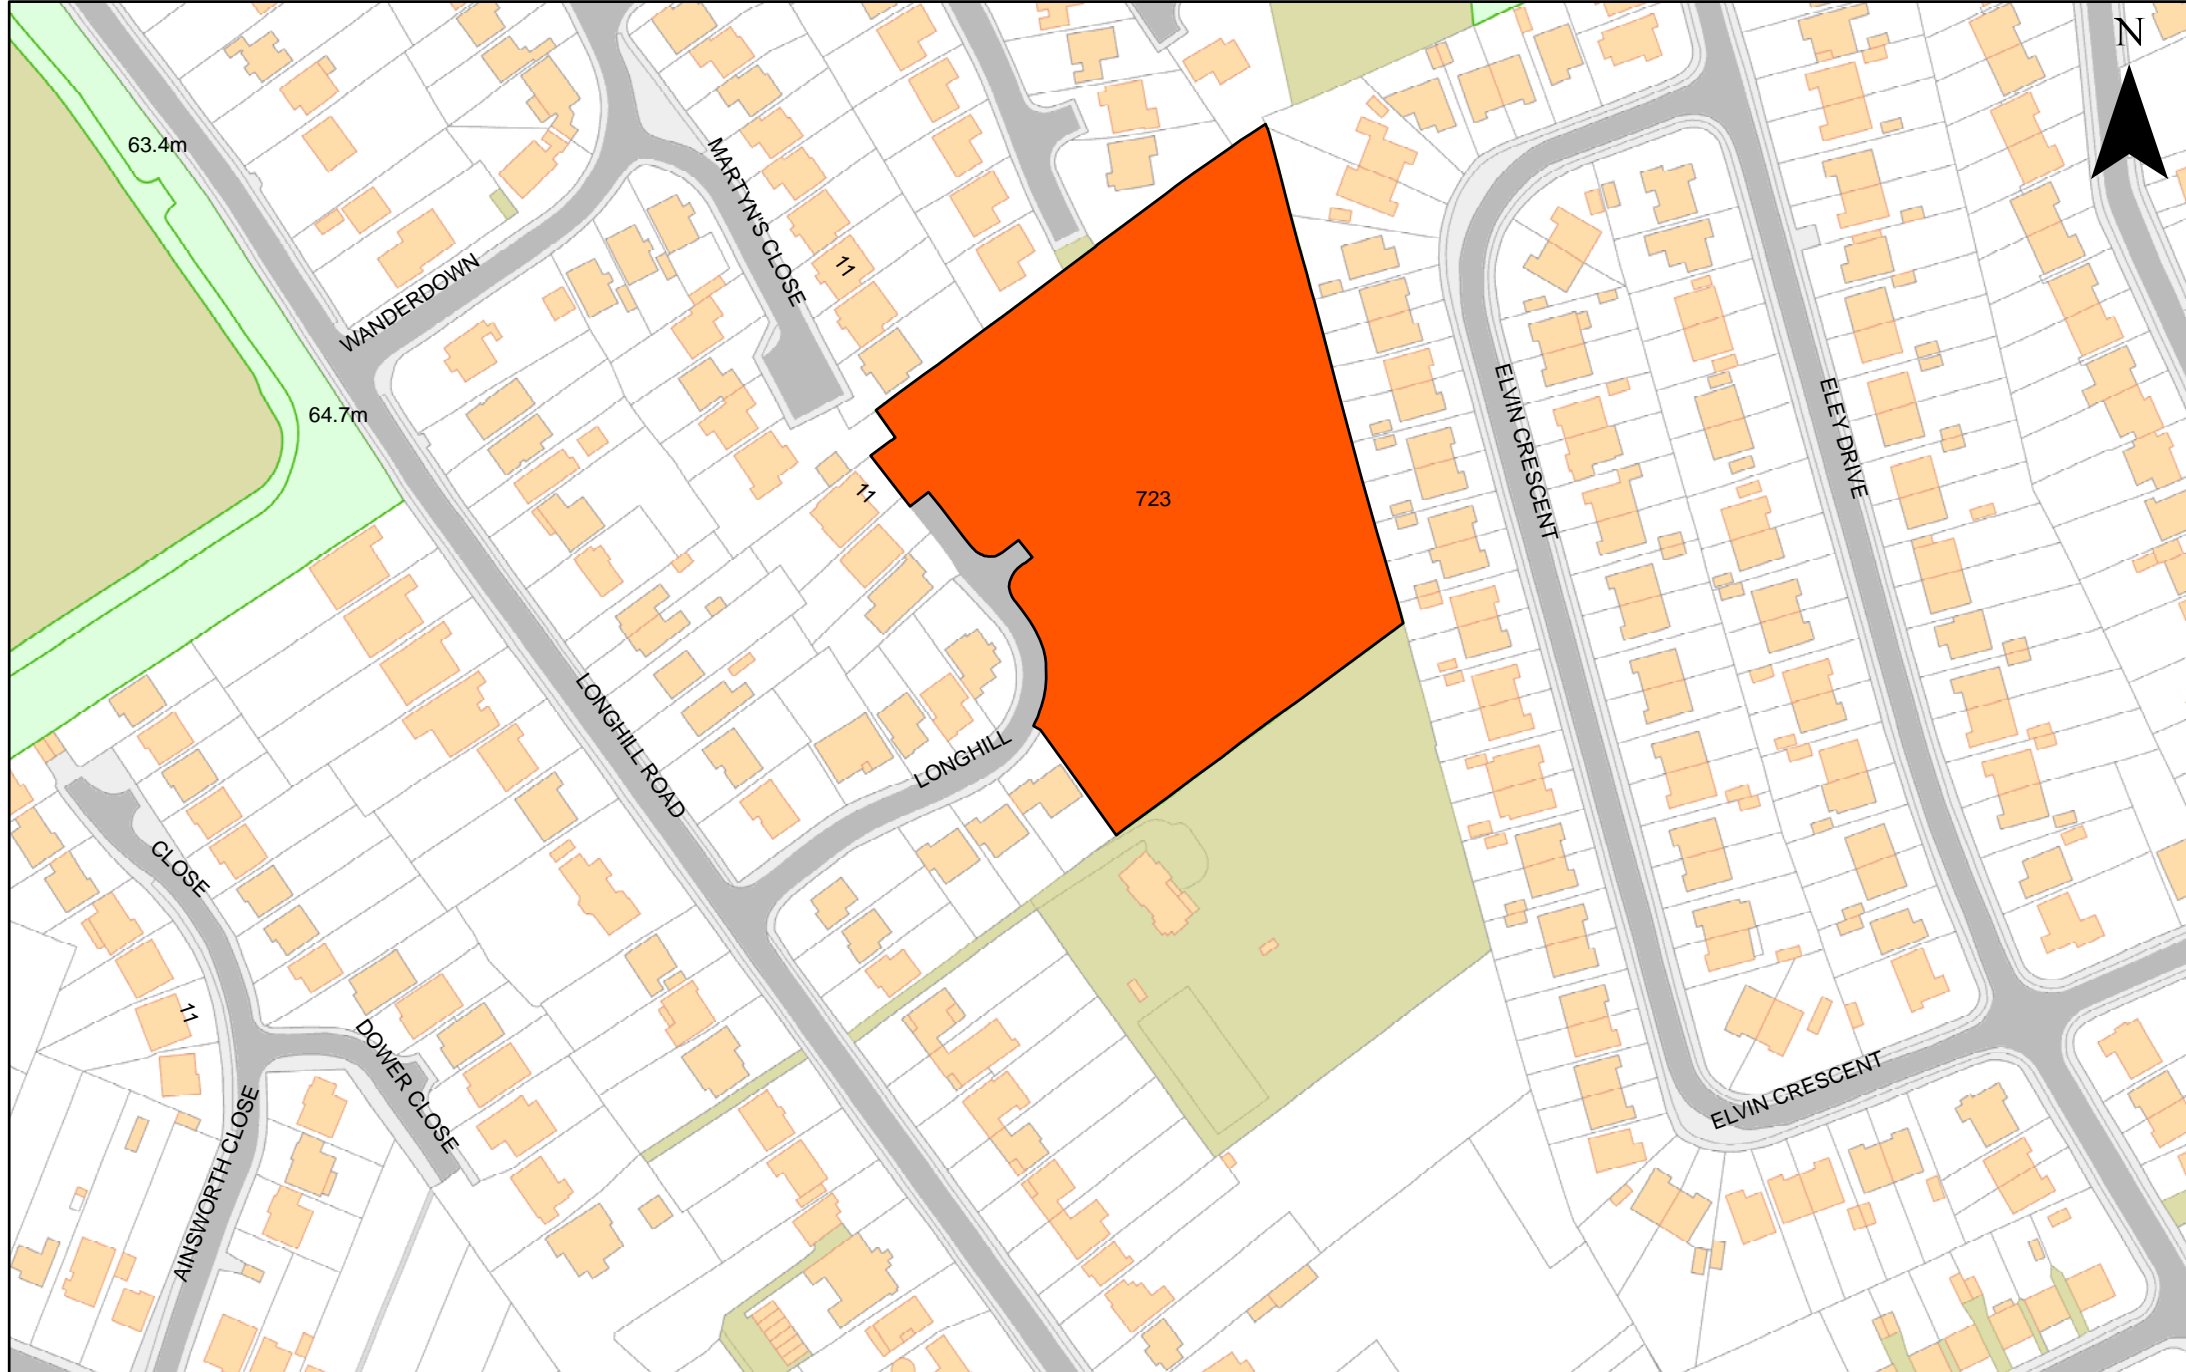 N
63.4m
MARTYN'S CLOSE
11
WANDERDOWN
64.7m
ELVIN CRESCENT
ELEY DRIVE
11
723
LONGHILL ROAD
LONGHILL
CLOSE
11
DOWER CLOSE
AINSWORTH CLOSE
ELVIN CRESCENT